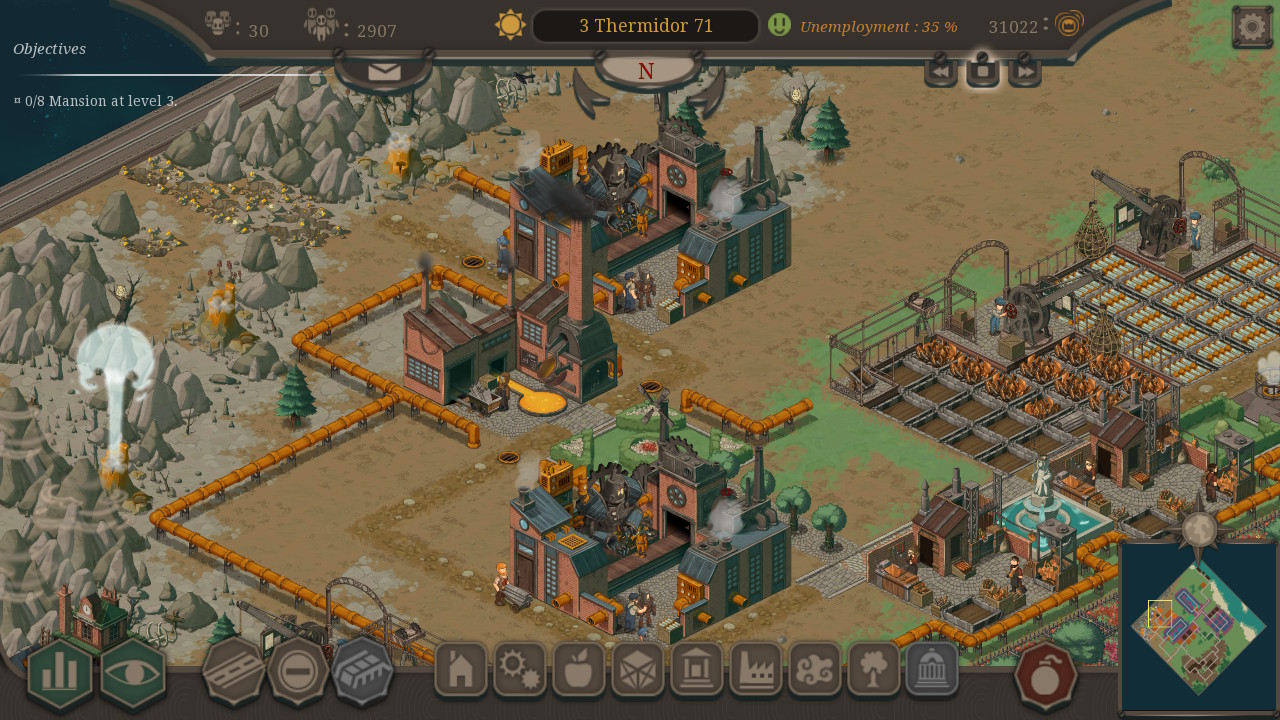 : 30
: 2907
3 Thermidor 71
Unemployment : 35 %
31022 :
Objectives
N
¤ 0/8 Mansion at level 3.